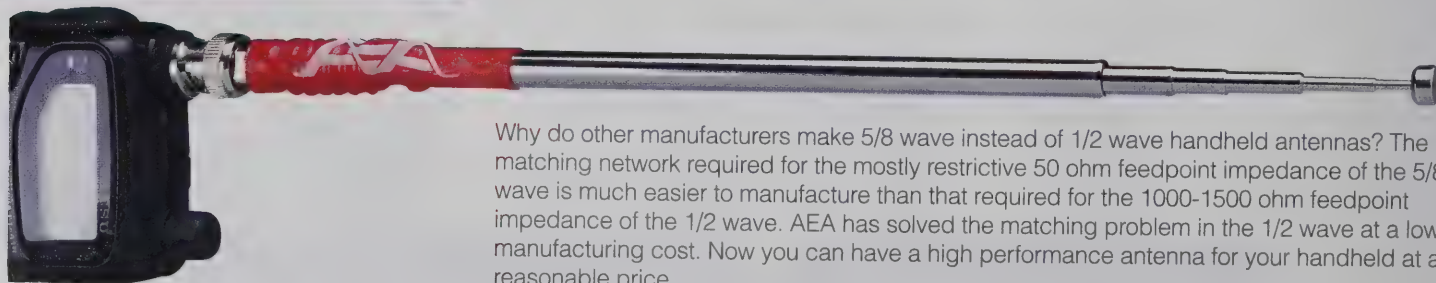 AEA
Why do other manufacturers make 5/8 wave instead of 1/2 wave handheld antennas? The
matching network required for the mostly restrictive 50 ohm feedpoint impedance of the 5/8
wave is much easier to manufacture than that required for the 1000-1500 ohm feedpoint
impedance of the 1/2 wave. AEA has solved the matching problem in the 1/2 wave at a low
manufacturing cost. Now you can have a high performance antenna for your handheld at a
reasonable price